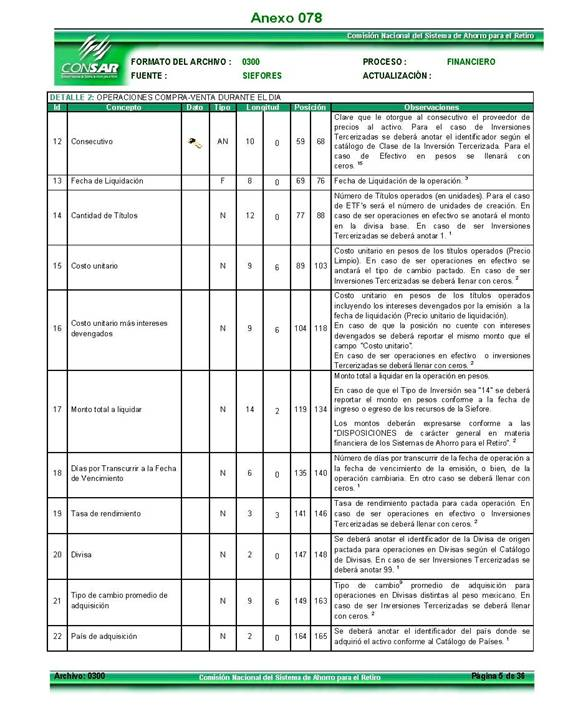 Anexo 078
Comisión Nacional del Sistema de Ahorro para el Retiro
CONSAR
FORMATO DEL ARCHIVO : 0300 PROCESO : FINANCIERO
FUENTE : SIEFORES ACTUALIZACIÓN :
DETALLE 2: OPERACIONES COMPRA-VENTA DURANTE EL DIA
Id Concepto Dato Tipo Longitud Posición Observaciones
12 Consecutivo AN 10 0 59 68
Clave que le otorgue al consecutivo el proveedor de
precios al activo. Para el caso de Inversiones
Tercerizadas se deberá anotar el identificador según el
catálogo de Clase de la Inversión Tercerizada. Para el
caso de Efectivo en pesos se llenará con
ceros. 15
13 Fecha de Liquidación F 8 0 69 76 Fecha de Liquidación de la operación. 3
14 Cantidad de Títulos N 12 0 77 88
Número de Títulos operados (en unidades). Para el caso
de ETF's será el número de unidades de creación. En
caso de ser operaciones en efectivo se anotará el monto
en la divisa base. En caso de ser Inversiones
Tercerizadas se deberá anotar 1. 1
15 Costo unitario N 9 6 89 103
Costo unitario en pesos de los títulos operados (Precio
Limpio). En caso de ser operaciones en efectivo se
anotará el tipo de cambio pactado. En caso de ser
Inversiones Tercerizadas se deberá llenar con ceros. 2
16 Costo unitario más intereses
devengados N 9 6 104 118
Costo unitario en pesos de los títulos operados
incluyendo los intereses devengados por la emisión a la
fecha de liquidación (Precio unitario de liquidación).
En caso de que la posición no cuente con intereses
devengados se deberá reportar el mismo monto que el
campo "Costo unitario".
En caso de ser operaciones en efectivo o inversiones
Tercerizadas se deberá llenar con ceros. 2
17 Monto total a liquidar N 14 2 119 134
Monto total a liquidar en la operación en pesos.
En caso de que el Tipo de Inversión sea "14" se deberá
reportar el monto en pesos conforme a la fecha de
ingreso o egreso de los recursos de la Siefore.
Los montos deberán expresarse conforme a las
"DISPOSICIONES de carácter general en materia
financiera de los Sistemas de Ahorro para el Retiro". 2
18 Días por Transcurrir a la Fecha
de Vencimiento N 6 0 135 140
Número de días por transcurrir de la fecha de operación a
la fecha de vencimiento de la emisión, o bien, de la
operación cambiaria. En otro caso se deberá llenar con
ceros. 1
19 Tasa de rendimiento N 3 3 141 146
Tasa de rendimiento pactada para cada operación. En
caso de ser operaciones en efectivo o Inversiones
Tercerizadas se deberá llenar con ceros. 2
20 Divisa N 2 0 147 148
Se deberá anotar el identificador de la Divisa de origen
pactada para operaciones en Divisas según el Catálogo
de Divisas. En caso de ser Inversiones Tercerizadas se
deberá anotar 99. 1
21 Tipo de cambio promedio de
adquisición N 9 6 149 163
Tipo de cambio9 promedio de adquisición para
operaciones en Divisas distintas al peso mexicano. En
caso de ser Inversiones Tercerizadas se deberá llenar
con ceros. 2
22 País de adquisición N 2 0 164 165
Se deberá anotar el identificador del país donde se
adquirió el activo conforme al Catálogo de Países. 1
Archivo: 0300 Comisión Nacional del Sistema de Ahorro para el Retiro Página 5 de 36